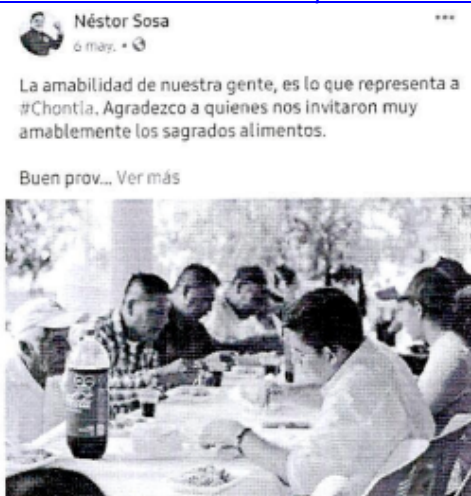 Néstor Sosa
6 may. •
La amabilidad de nuestra gente, es lo que representa a
#Chontla. Agradezco a quienes nos invitaron muy
amablemente los sagrados alimentos.
Buen prov... Ver más